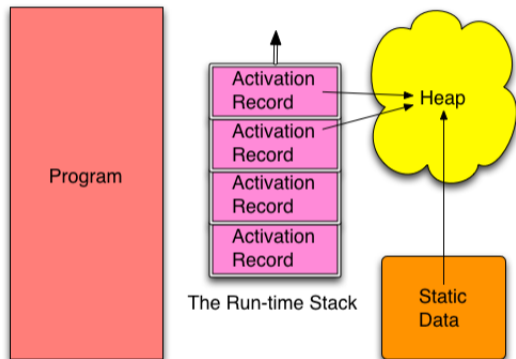 Program
Activation
Record
Activation
Record
Activation
Record
Activation
Record
The Run-time Stack
Heap
Static
Data